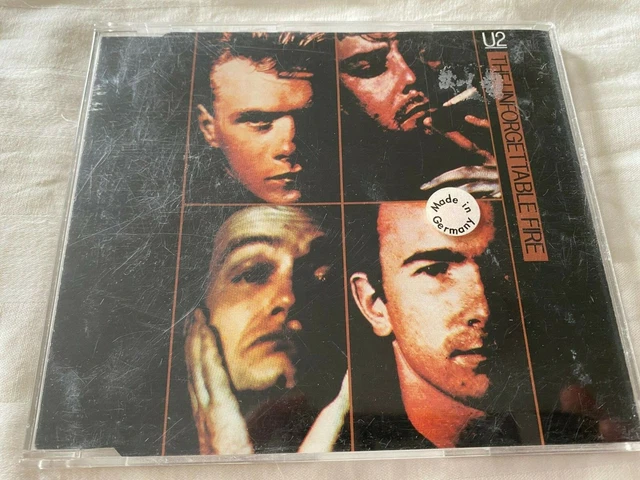 U2
THE UNFORGETTABLE FIRE
Made in
Germany